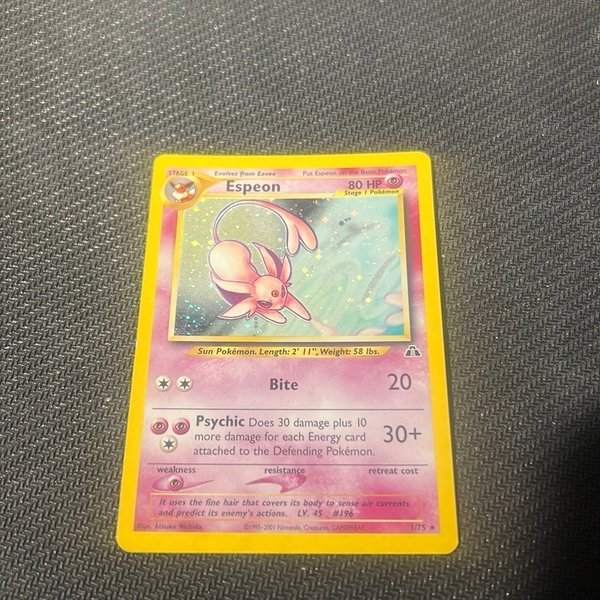 STAGE 1 Evolves from Eevee Put Espeon on the Basic Pokémon
Espeon 80 HP
Stage 1 Pokémon
Sun Pokémon. Length: 2' 11", Weight: 58 lbs.
Bite 20
Psychic Does 30 damage plus 10
more damage for each Energy card
attached to the Defending Pokémon.
30+
weakness resistance retreat cost
It uses the fine hair that covers its body to sense air currents
and predict its enemy's actions. LV. 45 #196
Illus. Atsuko Nishida ©1995-2001 Nintendo, Creatures, GAMEFREAK. 1/75 ★